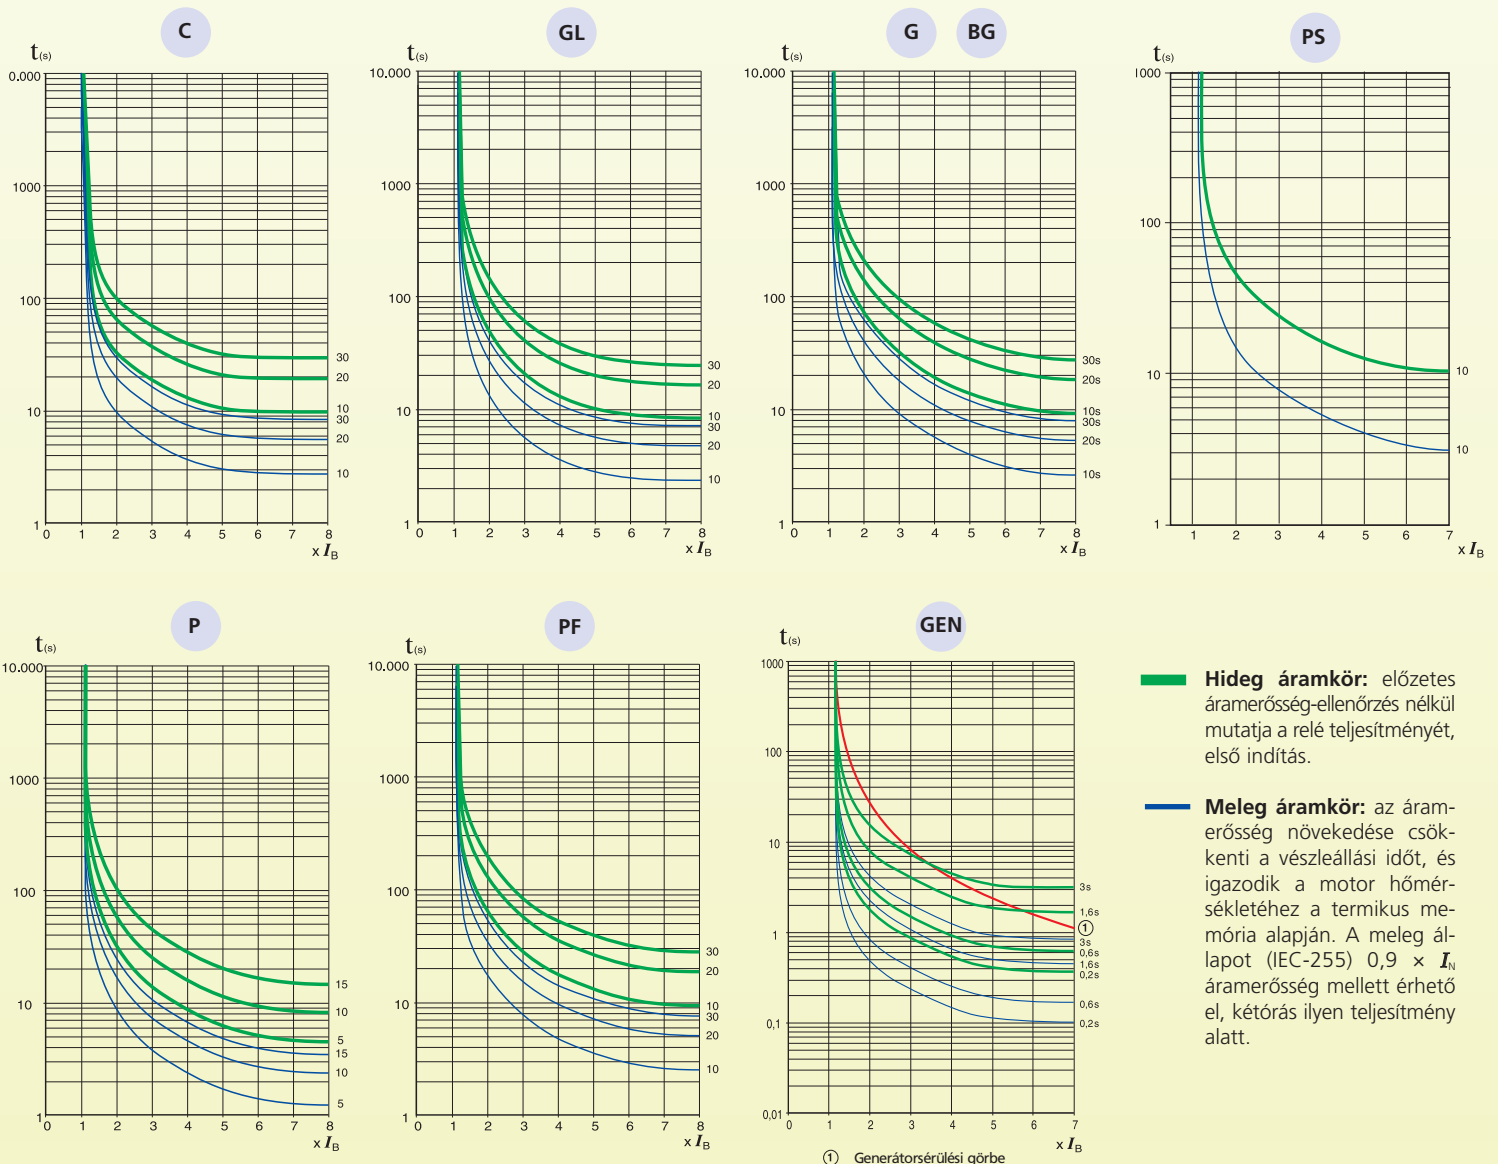 C
t(s)
0.000
1000
100
10
1
0 1 2 3 4 5 6 7 8
x IB
30
20
10
30
20
10
GL
t(s)
10.000
1000
100
10
1
0 1 2 3 4 5 6 7 8
x IB
30
20
10
30
20
10
G BG
t(s)
10.000
1000
100
10
1
0 1 2 3 4 5 6 7 8
x IB
30s
20s
10s
30s
20s
10s
PS
t(s)
1000
100
10
1
1 2 3 4 5 6 7
x IB
10
10
P
t(s)
10.000
1000
100
10
1
0 1 2 3 4 5 6 7 8
x IB
15
10
5
15
10
5
PF
t(s)
10.000
1000
100
10
1
0 1 2 3 4 5 6 7 8
x IB
30
20
10
30
20
10
GEN
t(s)
1000
100
10
1
0,1
0,01
0 1 2 3 4 5 6 7
x IB
3s
1,6s
①
3s
0,6s
1,6s
0,2s
0,6s
0,2s
① Generátorsérülési görbe
Hideg áramkör: előzetes
áramerősség-ellenőrzés nélkül
mutatja a relé teljesítményét,
első indítás.
Meleg áramkör: az áram-
erősség növekedése csök-
kenti a vészleállási időt, és
igazodik a motor hőmér-
sékletéhez a termikus me-
mória alapján. A meleg ál-
lapot (IEC-255) 0,9 × IN
áramerősség mellett érhető
el, kétórás ilyen teljesítmény
alatt.